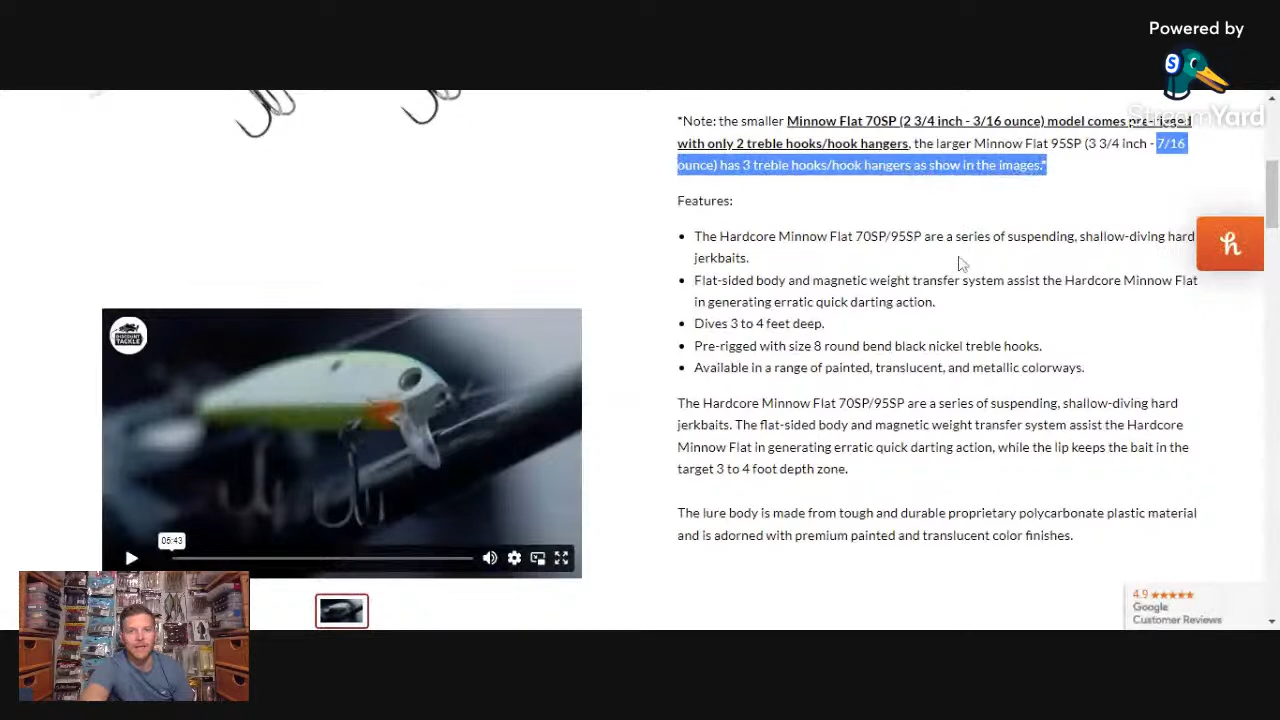 Powered by
S
StreamYard
*Note: the smaller Minnow Flat 70SP (2 3/4 inch - 3/16 ounce) model comes pre-rigged
with only 2 treble hooks/hook hangers, the larger Minnow Flat 95SP (3 3/4 inch - 7/16
ounce) has 3 treble hooks/hook hangers as show in the images.*
Features:
The Hardcore Minnow Flat 70SP/95SP are a series of suspending, shallow-diving hard
jerkbaits.
Flat-sided body and magnetic weight transfer system assist the Hardcore Minnow Flat
in generating erratic quick darting action.
Dives 3 to 4 feet deep.
Pre-rigged with size 8 round bend black nickel treble hooks.
Available in a range of painted, translucent, and metallic colorways.
The Hardcore Minnow Flat 70SP/95SP are a series of suspending, shallow-diving hard
jerkbaits. The flat-sided body and magnetic weight transfer system assist the Hardcore
Minnow Flat in generating erratic quick darting action, while the lip keeps the bait in the
target 3 to 4 foot depth zone.
The lure body is made from tough and durable proprietary polycarbonate plastic material
and is adorned with premium painted and translucent color finishes.
h
DISCOUNT
TACKLE
05:43
4.9 ★★★★★
Google
Customer Reviews